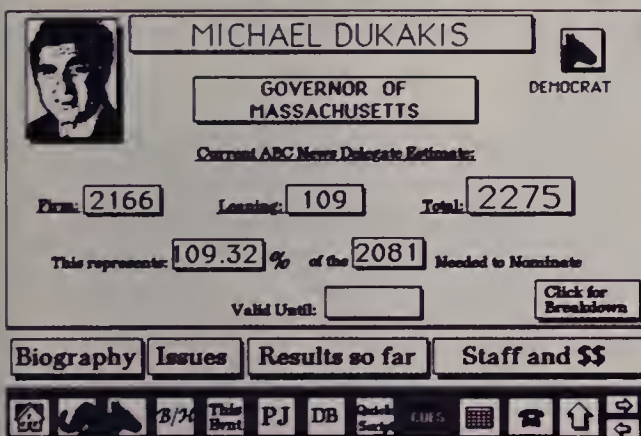 MICHAEL DUKAKIS
DEMOCRAT
GOVERNOR OF
MASSACHUSETTS
Current ABC News Delegate Estimate:
Firm: 2166 Leaning: 109 Total: 2275
This represents: 109.32 % of the 2081 Needed to Nominate
Valid Until:
Click for
Breakdown
Biography Issues Results so far Staff and $$
B/H This
Evnt PJ DB Quick
CUES